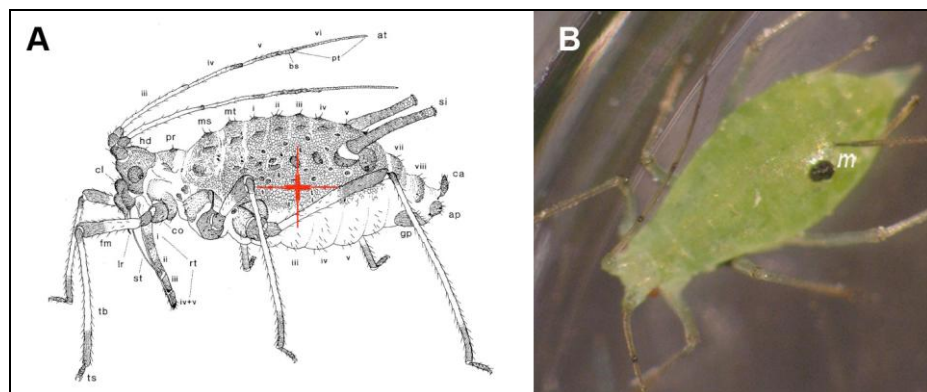 A
B
vi
at
v
pt
bs
iv
iii
si
hd
pr
ms
mt
i
ii
iii
iv
v
vii
viii
ca
cl
ap
co
gp
fm
lr
i
rt
st
ii
iii
iv
v
iii
iv+v
tb
ts
m